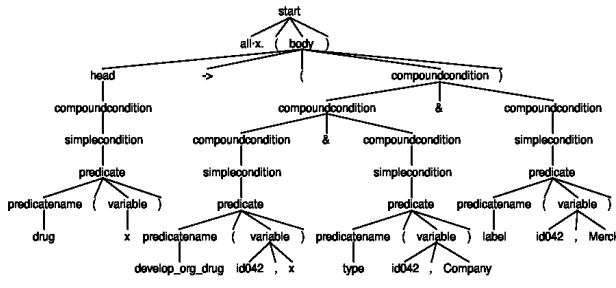 start
all-x. ( body )
head -> ( compoundcondition )
compoundcondition compoundcondition & compoundcondition
simplecondition compoundcondition & compoundcondition simplecondition
predicate simplecondition simplecondition predicate
predicatename ( variable ) predicate predicate predicatename ( variable )
drug x predicatename ( variable ) predicatename ( variable ) label id042 , Merck
develop_org_drug id042 , x type id042 , Company